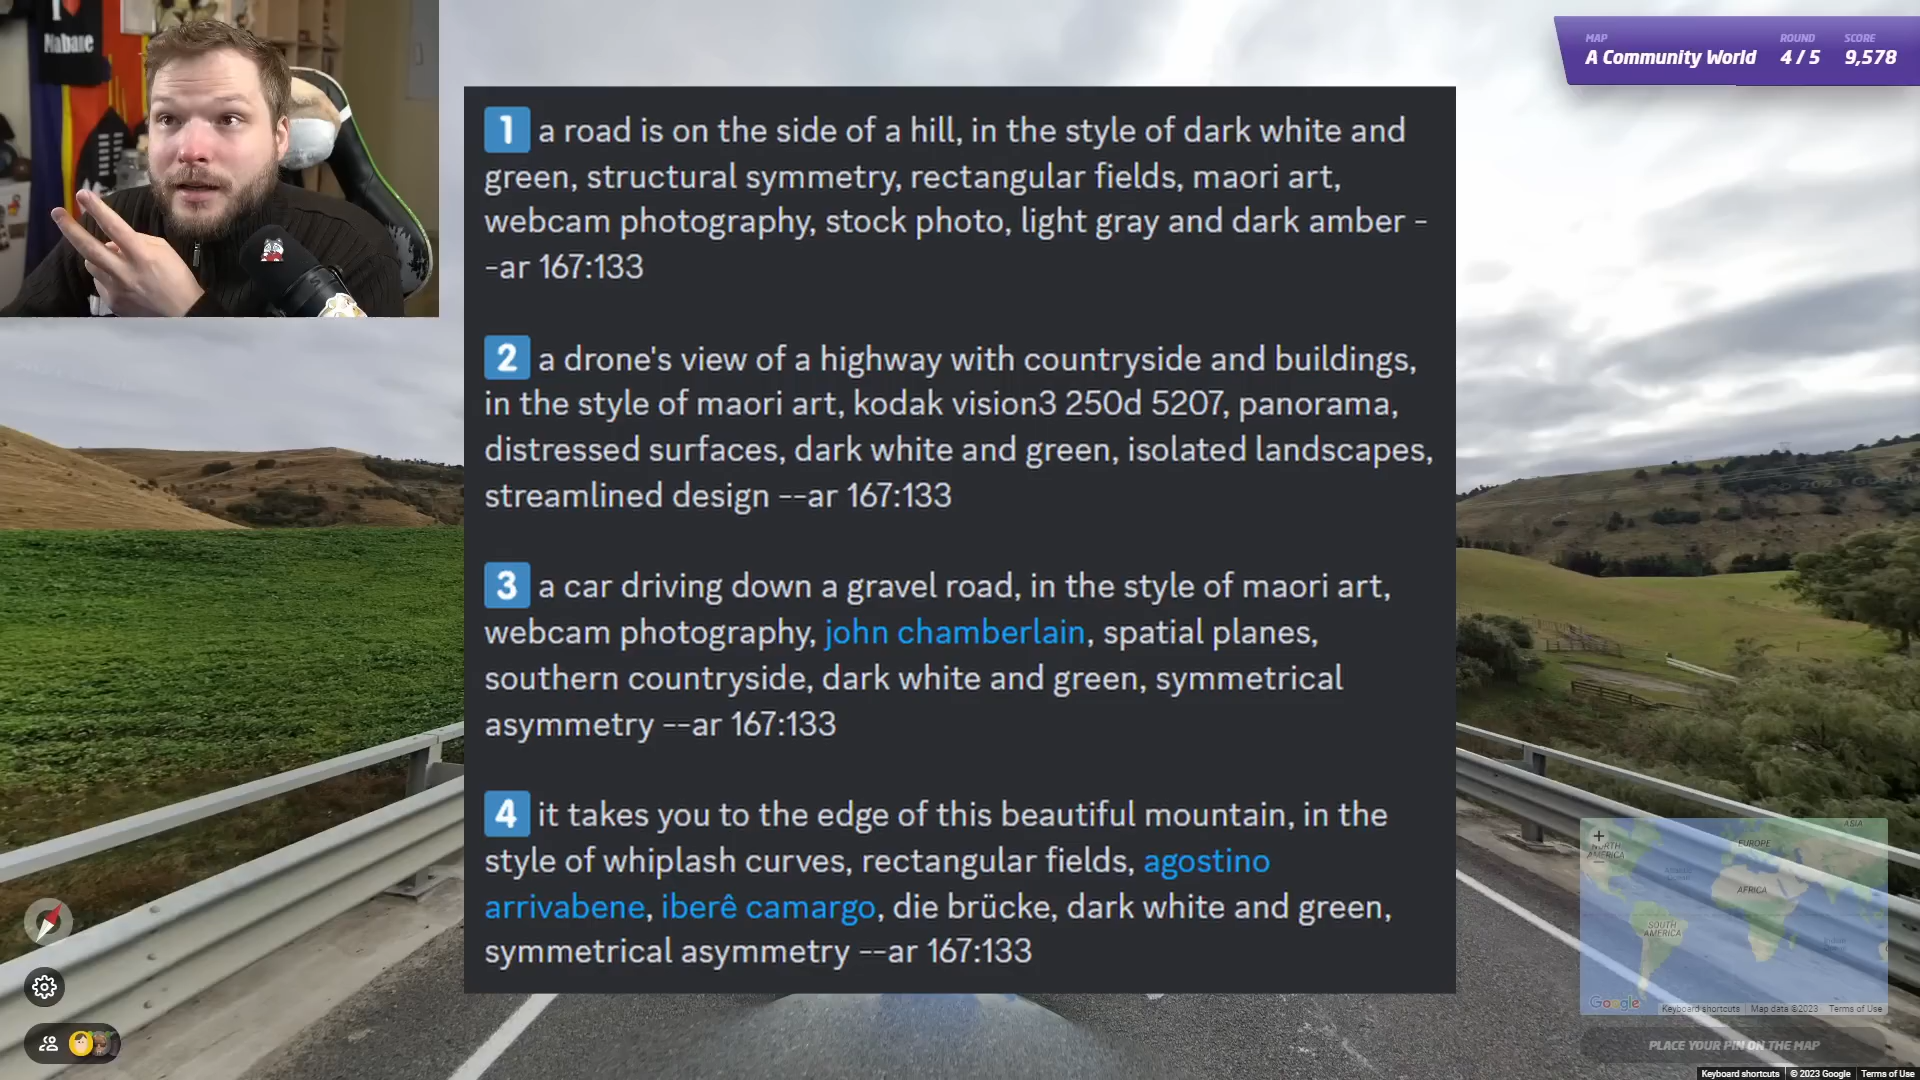 I
Mabane
MAP
ROUND
SCORE
A Community World
4 / 5
9,578
1 a road is on the side of a hill, in the style of dark white and
green, structural symmetry, rectangular fields, maori art,
webcam photography, stock photo, light gray and dark amber -
-ar 167:133
2 a drone's view of a highway with countryside and buildings,
in the style of maori art, kodak vision3 250d 5207, panorama,
distressed surfaces, dark white and green, isolated landscapes,
streamlined design --ar 167:133
3 a car driving down a gravel road, in the style of maori art,
webcam photography, john chamberlain, spatial planes,
southern countryside, dark white and green, symmetrical
asymmetry --ar 167:133
4 it takes you to the edge of this beautiful mountain, in the
style of whiplash curves, rectangular fields, agostino
arrivabene, iberê camargo, die brücke, dark white and green,
symmetrical asymmetry --ar 167:133
© 2023 Google
+
ASIA
NORTH
AMERICA
EUROPE
AFRICA
SOUTH
AMERICA
Google
Keyboard shortcuts
Map data ©2023
Terms of Use
PLACE YOUR PIN ON THE MAP
Keyboard shortcuts
© 2023 Google
Terms of Use